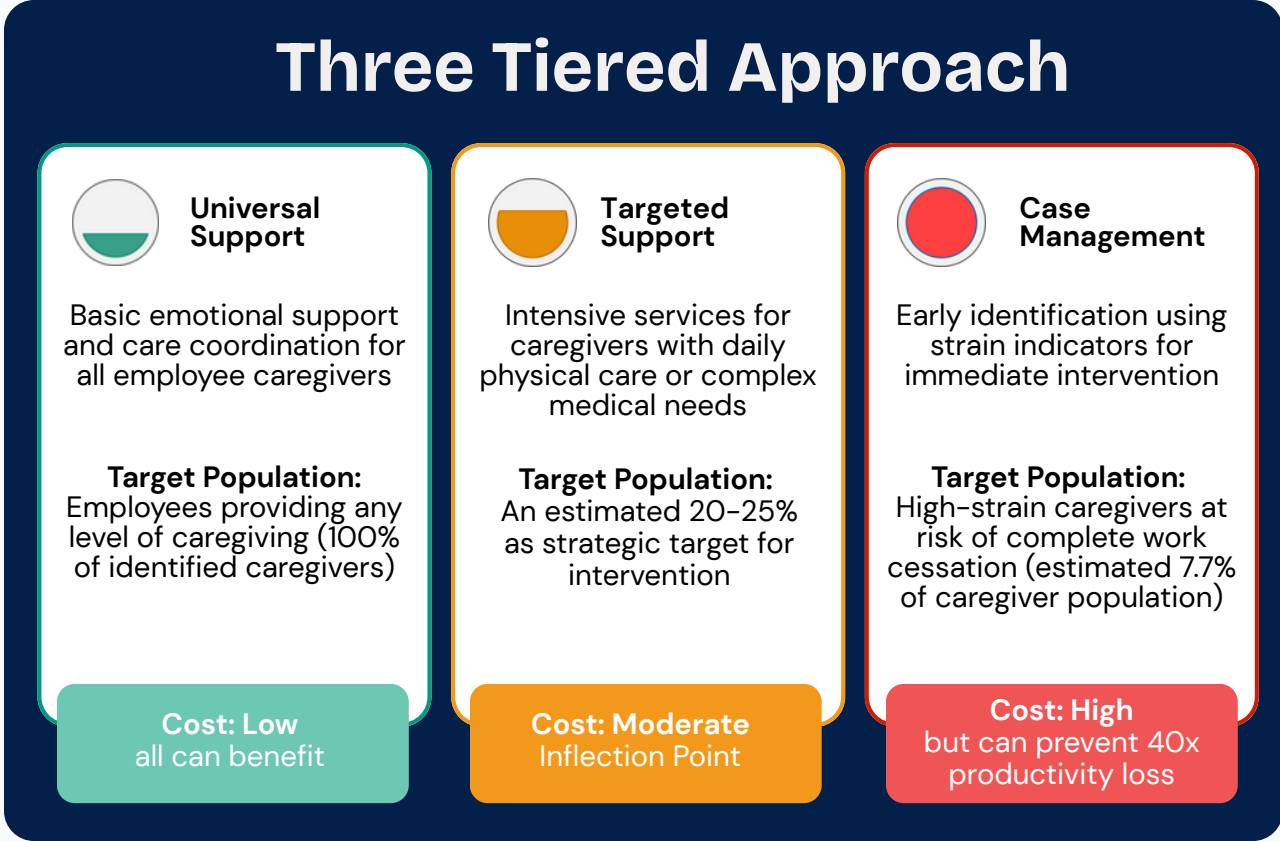 Three Tiered Approach
Universal
Support
Basic emotional support
and care coordination for
all employee caregivers
Target Population:
Employees providing any
level of caregiving (100%
of identified caregivers)
Cost: Low
all can benefit
Targeted
Support
Intensive services for
caregivers with daily
physical care or complex
medical needs
Target Population:
An estimated 20-25%
as strategic target for
intervention
Cost: Moderate
Inflection Point
Case
Management
Early identification using
strain indicators for
immediate intervention
Target Population:
High-strain caregivers at
risk of complete work
cessation (estimated 7.7%
of caregiver population)
Cost: High
but can prevent 40x
productivity loss